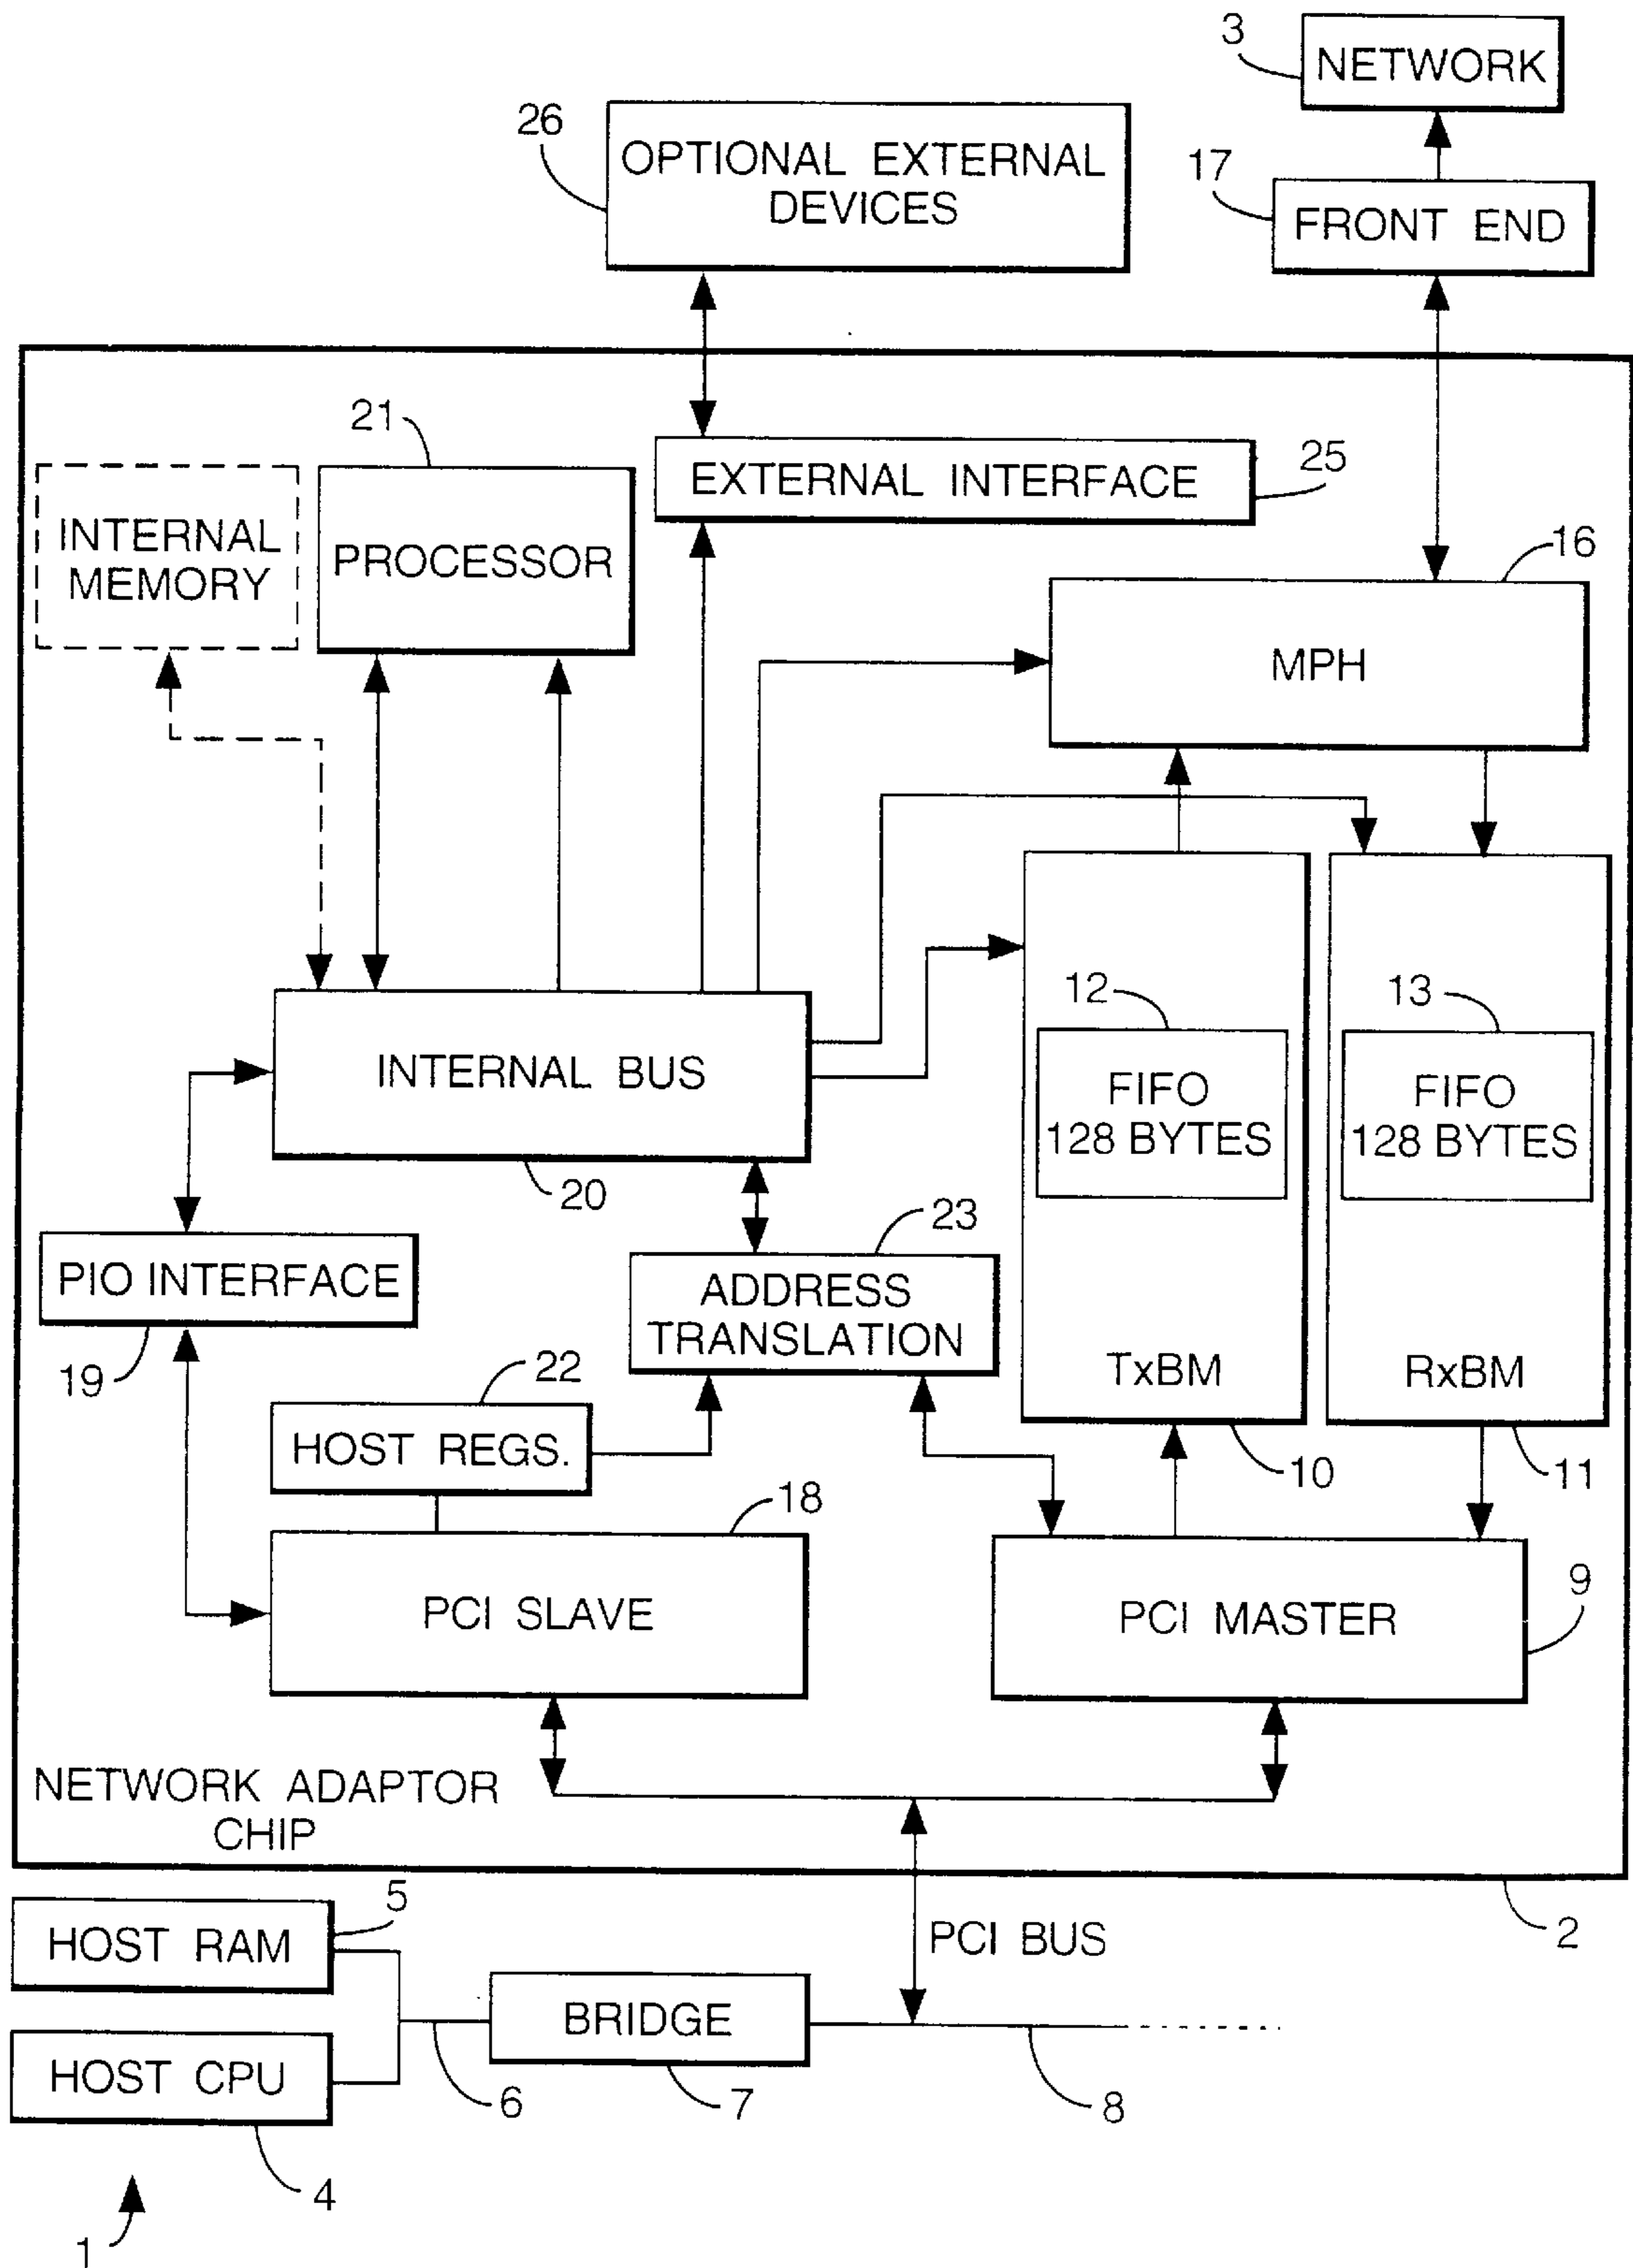 3
NETWORK
26
OPTIONAL EXTERNAL
DEVICES
17
FRONT END
21
EXTERNAL INTERFACE
25
INTERNAL
MEMORY
PROCESSOR
16
MPH
12
13
INTERNAL BUS
FIFO
128 BYTES
FIFO
128 BYTES
20
23
PIO INTERFACE
ADDRESS
TRANSLATION
19
22
TxBM
RxBM
HOST REGS.
10
11
18
PCI SLAVE
PCI MASTER
9
NETWORK ADAPTOR
CHIP
5
2
HOST RAM
PCI BUS
BRIDGE
HOST CPU
6
7
8
4
1